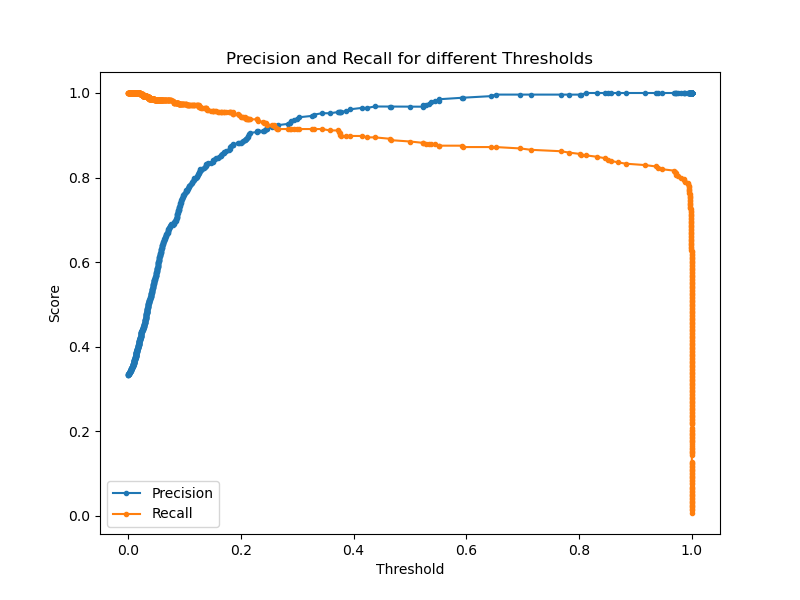 Precision and Recall for different Thresholds
1.0
0.8
0.6
0.4
0.2
0.0
Score
Precision
Recall
0.0 0.2 0.4 0.6 0.8 1.0
Threshold